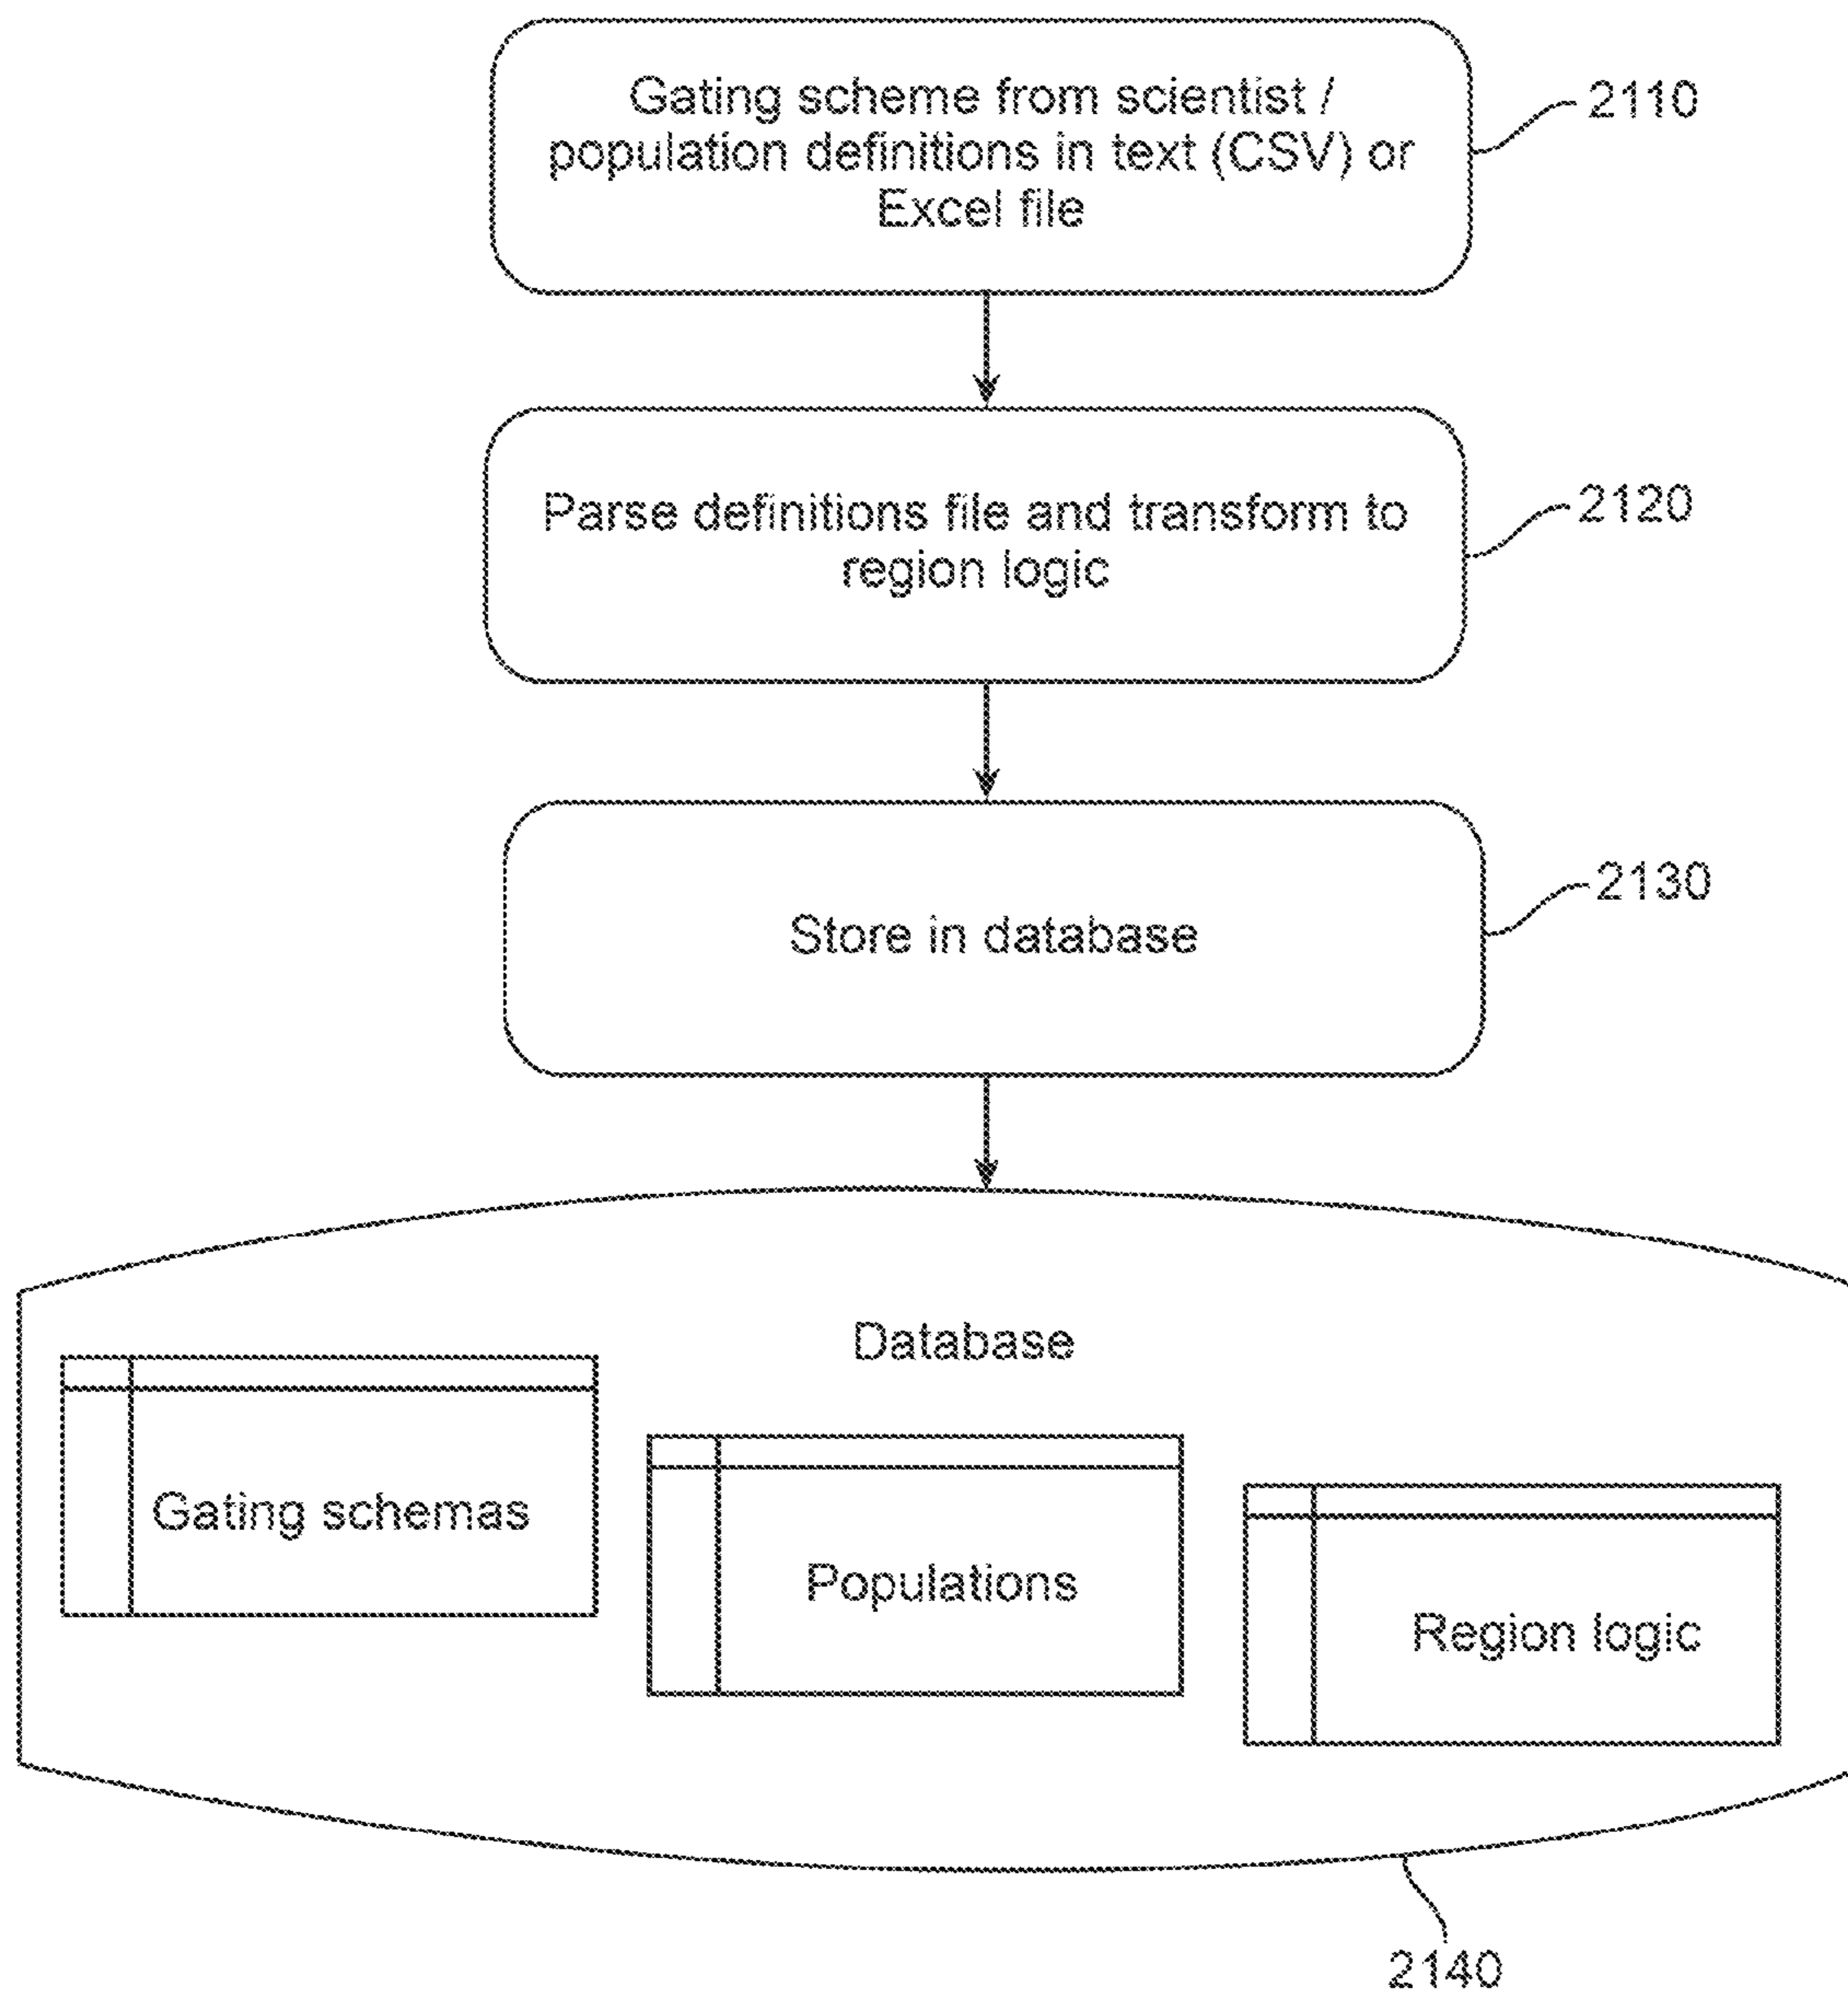 Gating scheme from scientist /
population definitions in text (CSV) or
Excel file
2110
Parse definitions file and transform to
region logic
2120
Store in database
2130
Database
Gating schemas
Populations
Region logic
2140